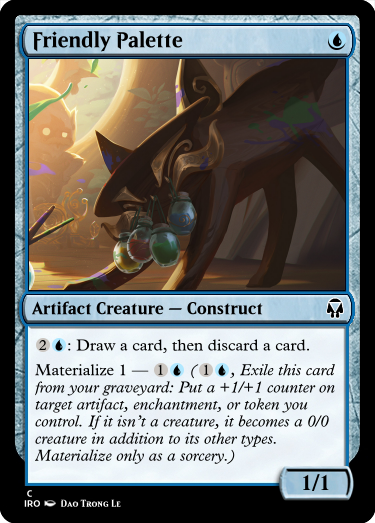 Friendly Palette
Artifact Creature — Construct
2: Draw a card, then discard a card.
Materialize 1 — 1 (1, Exile this card
from your graveyard: Put a +1/+1 counter on
target artifact, enchantment, or token you
control. If it isn't a creature, it becomes a 0/0
creature in addition to its other types.
Materialize only as a sorcery.)
1/1
C
IRO Dao Trong Le